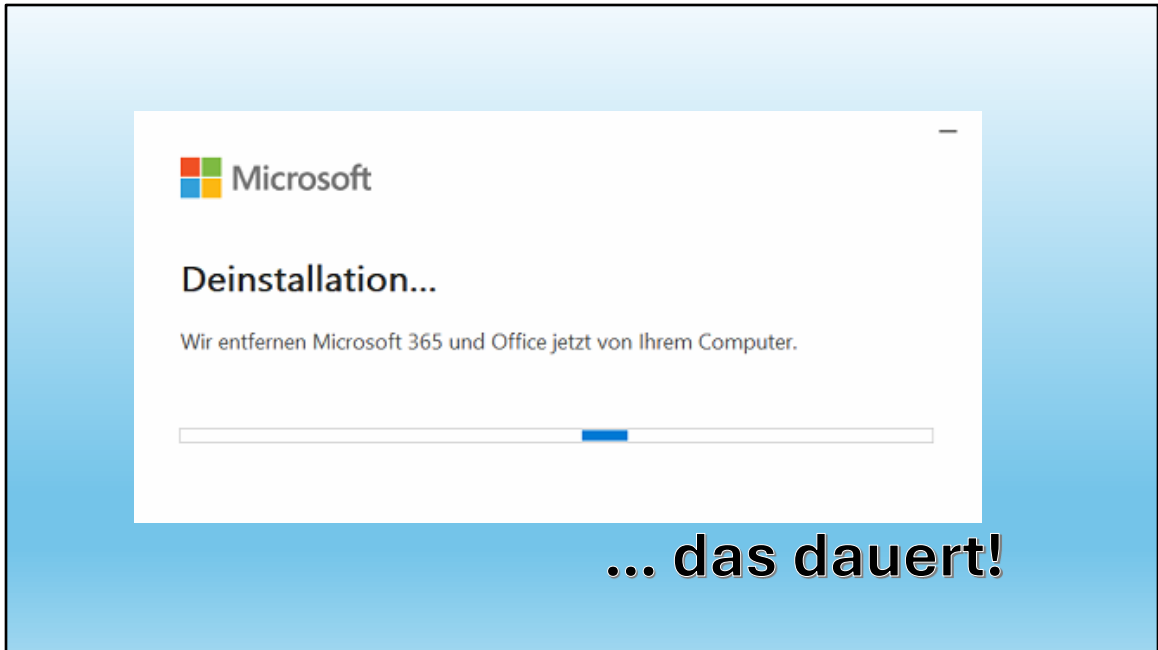 Microsoft
Deinstallation...
Wir entfernen Microsoft 365 und Office jetzt von Ihrem Computer.
... das dauert!